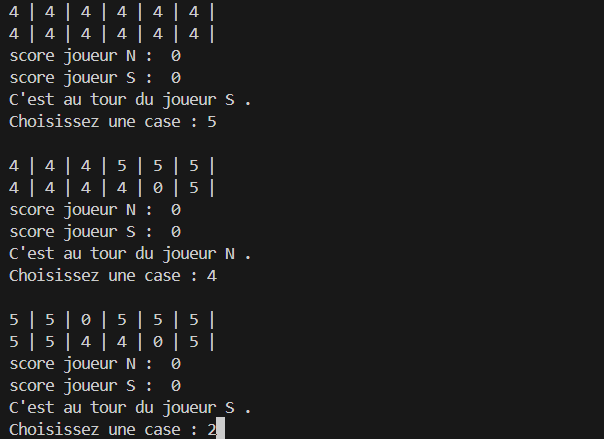 4 | 4 | 4 | 4 | 4 | 4 |
4 | 4 | 4 | 4 | 4 | 4 |
score joueur N :  0
score joueur S :  0
C'est au tour du joueur S .
Choisissez une case : 5

4 | 4 | 4 | 5 | 5 | 5 |
4 | 4 | 4 | 4 | 0 | 5 |
score joueur N :  0
score joueur S :  0
C'est au tour du joueur N .
Choisissez une case : 4

5 | 5 | 0 | 5 | 5 | 5 |
5 | 5 | 4 | 4 | 0 | 5 |
score joueur N :  0
score joueur S :  0
C'est au tour du joueur S .
Choisissez une case : 2